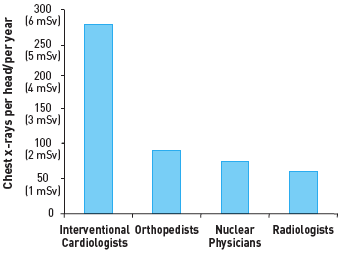 Chest x-rays per head/per year
300
(6 mSv)
250
(5 mSv)
200
(4 mSv)
150
(3 mSv)
100
(2 mSv)
50
(1 mSv)
0
Interventional
Cardiologists
Orthopedists
Nuclear
Physicians
Radiologists